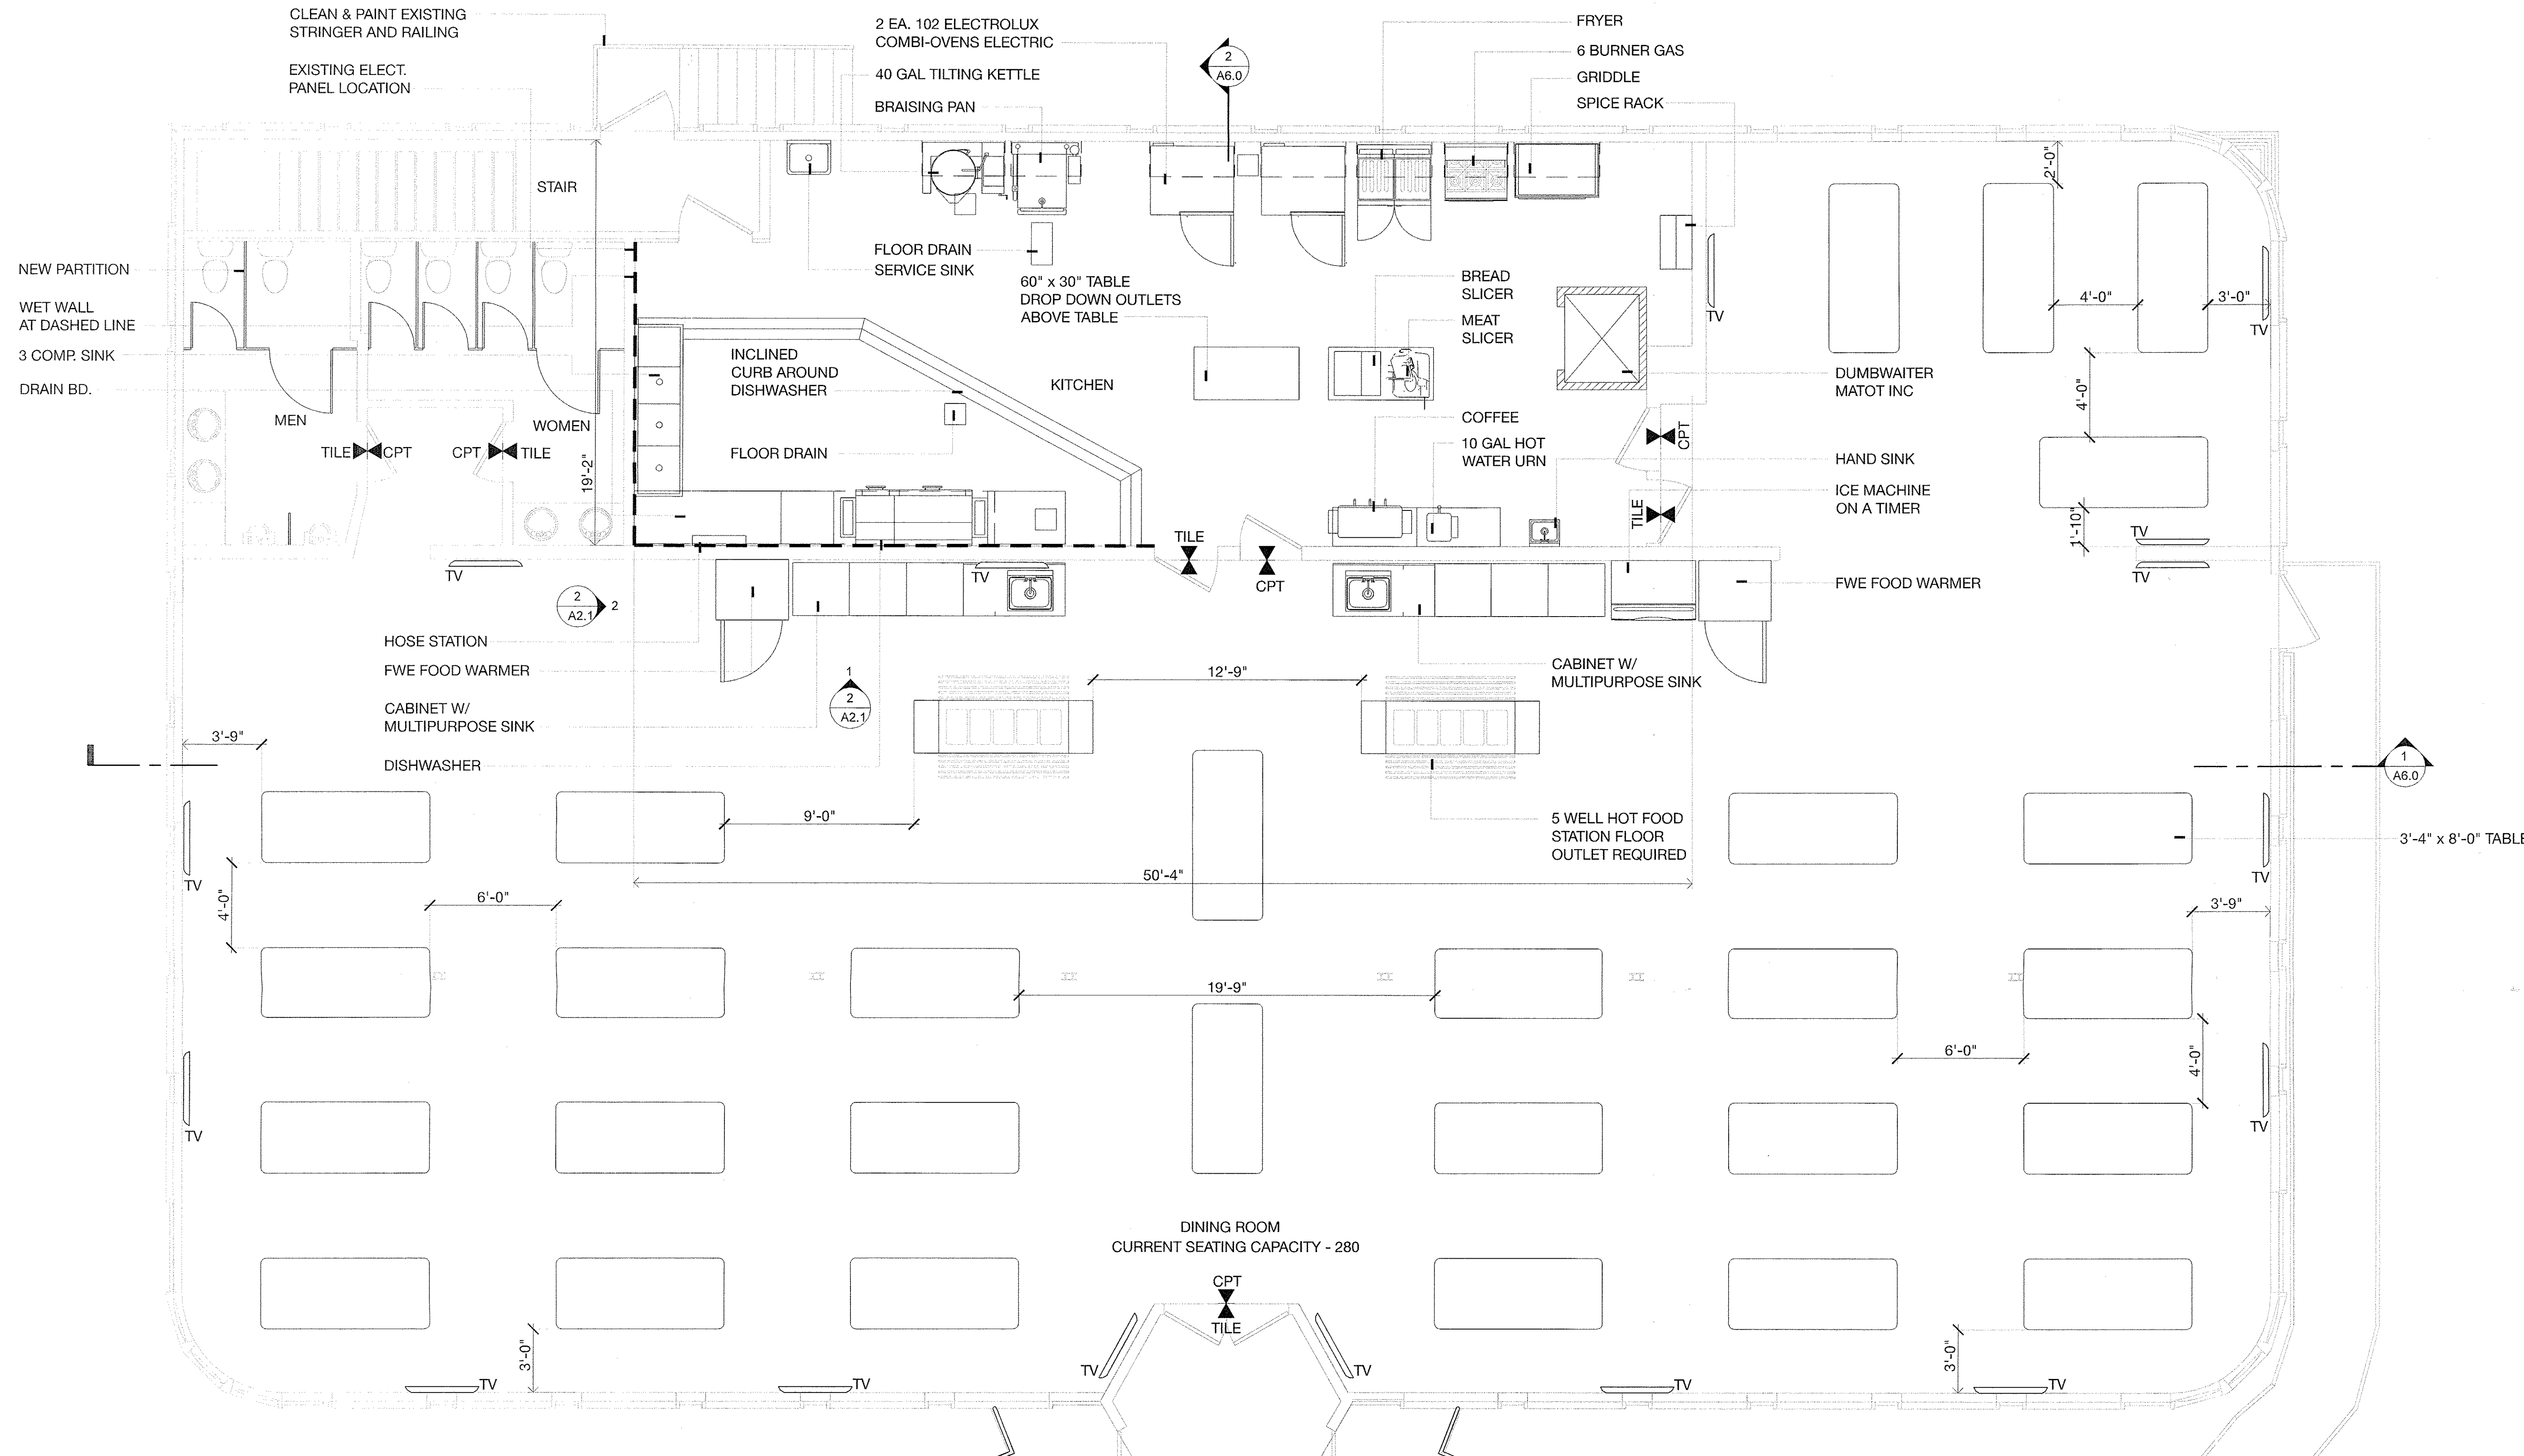 CLEAN & PAINT EXISTING
STRINGER AND RAILING
EXISTING ELECT.
PANEL LOCATION
2 EA. 102 ELECTROLUX
COMBI-OVENS ELECTRIC
40 GAL TILTING KETTLE
BRAISING PAN
2
A6.0
FRYER
6 BURNER GAS
GRIDDLE
SPICE RACK
STAIR
2'-0"
NEW PARTITION
WET WALL
AT DASHED LINE
3 COMP. SINK
DRAIN BD.
FLOOR DRAIN
SERVICE SINK
60" x 30" TABLE
DROP DOWN OUTLETS
ABOVE TABLE
BREAD
SLICER
MEAT
SLICER
TV
4'-0"
3'-0"
TV
INCLINED
CURB AROUND
DISHWASHER
KITCHEN
DUMBWAITER
MATOT INC
4'-0"
MEN
WOMEN
TILE
CPT
CPT
TILE
19'-2"
FLOOR DRAIN
COFFEE
10 GAL HOT
WATER URN
CPT
HAND SINK
ICE MACHINE
ON A TIMER
TILE
1'-10"
TV
TILE
CPT
TV
TV
TV
2
A2.1
2
FWE FOOD WARMER
HOSE STATION
FWE FOOD WARMER
CABINET W/
MULTIPURPOSE SINK
DISHWASHER
1
2
A2.1
12'-9"
CABINET W/
MULTIPURPOSE SINK
3'-9"
1
A6.0
9'-0"
5 WELL HOT FOOD
STATION FLOOR
OUTLET REQUIRED
3'-4" x 8'-0" TABLE
TV
TV
50'-4"
4'-0"
6'-0"
3'-9"
19'-9"
6'-0"
4'-0"
TV
TV
DINING ROOM
CURRENT SEATING CAPACITY - 280
CPT
TILE
3'-0"
3'-0"
TV
TV
TV
TV
TV
TV